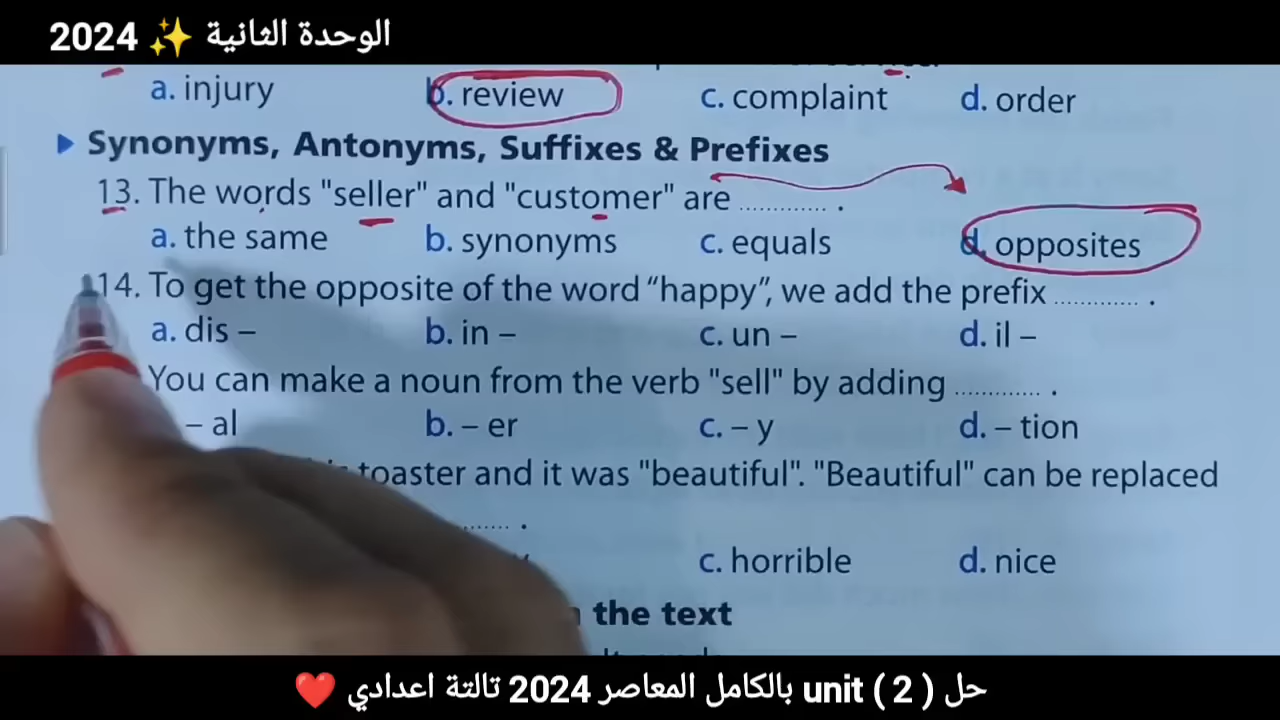 الوحدة الثانية ✨ 2024
a. injury b. review c. complaint d. order
Synonyms, Antonyms, Suffixes & Prefixes
13. The words "seller" and "customer" are ............ .
a. the same b. synonyms c. equals d. opposites
14. To get the opposite of the word “happy”, we add the prefix ............ .
a. dis – b. in – c. un – d. il –
You can make a noun from the verb "sell" by adding ............ .
– al b. – er c. – y d. – tion
toaster and it was "beautiful". "Beautiful" can be replaced
....... .
c. horrible d. nice
the text
حل ( 2 ) unit بالكامل المعاصر 2024 تالتة اعدادي ❤️